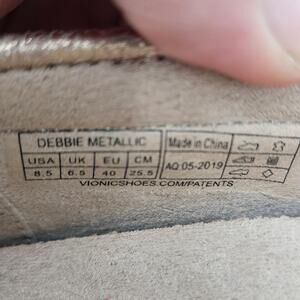 DEBBIE METALLIC Made in China
USA UK EU CM
8.5 6.5 40 25.5 AQ 05-2019
VIONICSHOES.COM/PATENTS